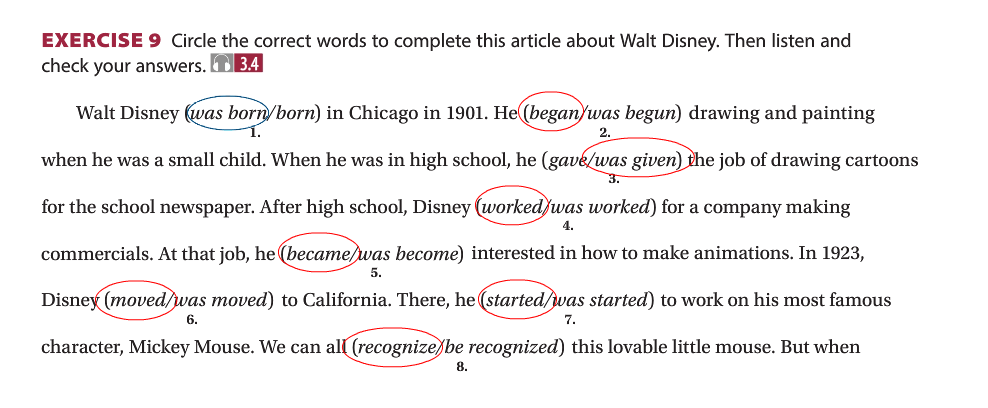 EXERCISE 9 Circle the correct words to complete this article about Walt Disney. Then listen and
check your answers. 3.4
Walt Disney (was born/born) in Chicago in 1901. He (began/was begun) drawing and painting
1. 2.
when he was a small child. When he was in high school, he (gave/was given) the job of drawing cartoons
3.
for the school newspaper. After high school, Disney (worked/was worked) for a company making
4.
commercials. At that job, he (became/was become) interested in how to make animations. In 1923,
5.
Disney (moved/was moved) to California. There, he (started/was started) to work on his most famous
6. 7.
character, Mickey Mouse. We can all (recognize/be recognized) this lovable little mouse. But when
8.